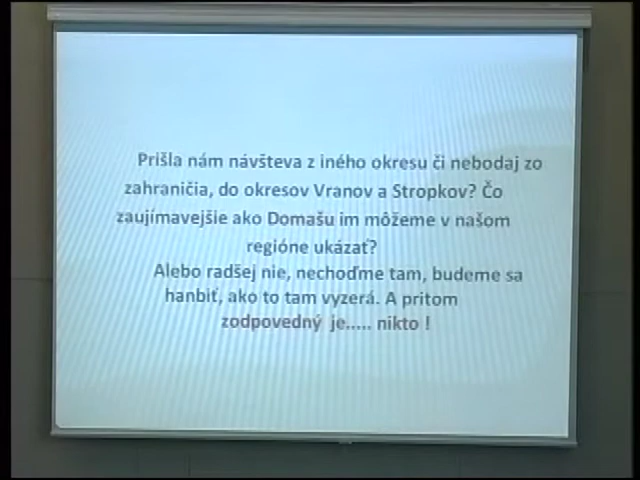 Prišla nám návšteva z iného okresu či nebodaj zo
zahraničia, do okresov Vranov a Stropkov? Čo
zaujímavejšie ako Domašu im môžeme v našom
regióne ukázať?
Alebo radšej nie, nechoďme tam, budeme sa
hanbiť, ako to tam vyzerá. A pritom
zodpovedný je..... nikto !